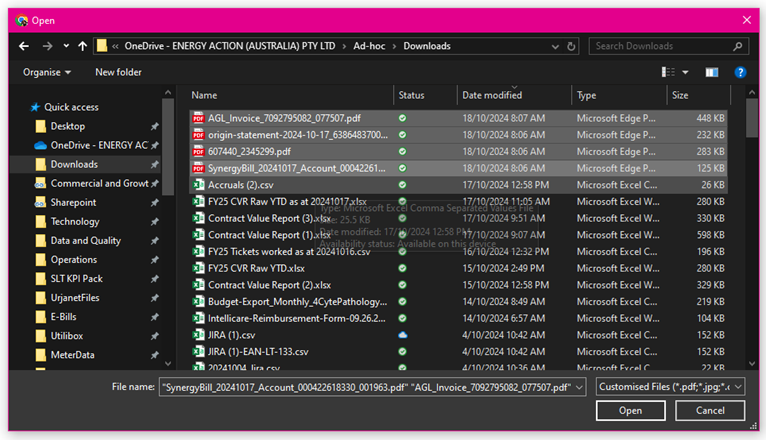 Open
« OneDrive - ENERGY ACTION (AUSTRALIA) PTY LTD > Ad-hoc > Downloads
Search Downloads
Organise New folder
Name Status Date modified Type Size
Quick access
Desktop
OneDrive - ENERGY AC
Downloads
Commercial and Growt
Sharepoint
Technology
Data and Quality
Operations
SLT KPI Pack
UrjanetFiles
E-Bills
Utilibox
MeterData
AGL_Invoice_7092795082_077507.pdf 18/10/2024 8:07 AM Microsoft Edge P... 448 KB
origin-statement-2024-10-17_6386483700... 18/10/2024 8:06 AM Microsoft Edge P... 232 KB
607440_2345299.pdf 18/10/2024 8:06 AM Microsoft Edge P... 283 KB
SynergyBill_20241017_Account_00042261... 18/10/2024 8:06 AM Microsoft Edge P... 125 KB
Accruals (2).csv 17/10/2024 12:58 PM Microsoft Excel C... 26 KB
FY25 CVR Raw YTD as at 20241017.xlsx 17/10/2024 11:05 AM Microsoft Excel W... 280 KB
Contract Value Report (3).xlsx 17/10/2024 9:51 AM Microsoft Excel W... 330 KB
Contract Value Report (1).xlsx 17/10/2024 9:07 AM Microsoft Excel W... 598 KB
FY25 Tickets worked as at 20241016.csv 16/10/2024 12:32 PM Microsoft Excel C... 196 KB
FY25 CVR Raw YTD.xlsx 15/10/2024 2:49 PM Microsoft Excel W... 280 KB
Contract Value Report (2).xlsx 15/10/2024 12:58 PM Microsoft Excel W... 329 KB
Budget-Export_Monthly_4CytePathology... 14/10/2024 8:49 AM Microsoft Excel C... 219 KB
Intellicare-Reimbursement-Form-09.26.2... 14/10/2024 6:57 AM Microsoft Excel W... 104 KB
JIRA (1).csv 4/10/2024 10:42 AM Microsoft Excel C... 152 KB
JIRA (1)-EAN-LT-133.csv 4/10/2024 10:42 AM Microsoft Excel C... 152 KB
20241004_Jira.csv 4/10/2024 10:36 AM Microsoft Excel C... 22 KB
Type: Microsoft Excel Comma Separated Values File
Size: 25.5 KB
Date modified: 17/10/2024 12:58 PM
Availability status: Available on this device
File name: "SynergyBill_20241017_Account_000422618330_001963.pdf" "AGL_Invoice_7092795082_077507.pdf" Customised Files (*.pdf;*.jpg;*.c
Open Cancel